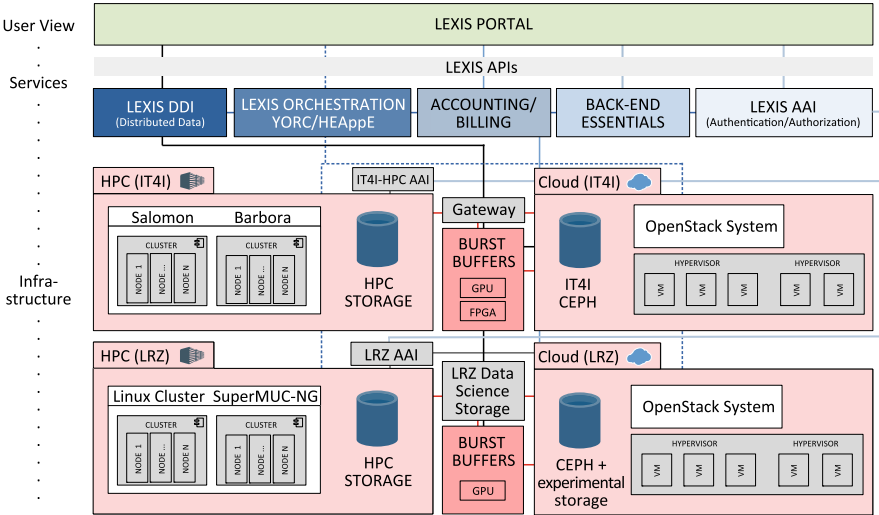 User View
LEXIS PORTAL
Services
LEXIS APIs
LEXIS DDI
(Distributed Data)
LEXIS ORCHESTRATION
YORC/HEAppE
ACCOUNTING/
BILLING
BACK-END
ESSENTIALS
LEXIS AAI
(Authentication/Authorization)
Infra-
structure
HPC (IT4I)
IT4I-HPC AAI
Cloud (IT4I)
Salomon
Barbora
CLUSTER
NODE 1
NODE ...
NODE N
CLUSTER
NODE 1
NODE ...
NODE N
HPC
STORAGE
Gateway
BURST
BUFFERS
GPU
FPGA
IT4I
CEPH
OpenStack System
HYPERVISOR
VM
VM
VM
HYPERVISOR
VM
VM
HPC (LRZ)
LRZ AAI
Cloud (LRZ)
Linux Cluster
SuperMUC-NG
CLUSTER
NODE 1
NODE ...
NODE N
CLUSTER
NODE 1
NODE ...
NODE N
HPC
STORAGE
LRZ Data
Science
Storage
BURST
BUFFERS
GPU
CEPH +
experimental
storage
OpenStack System
HYPERVISOR
VM
VM
VM
HYPERVISOR
VM
VM